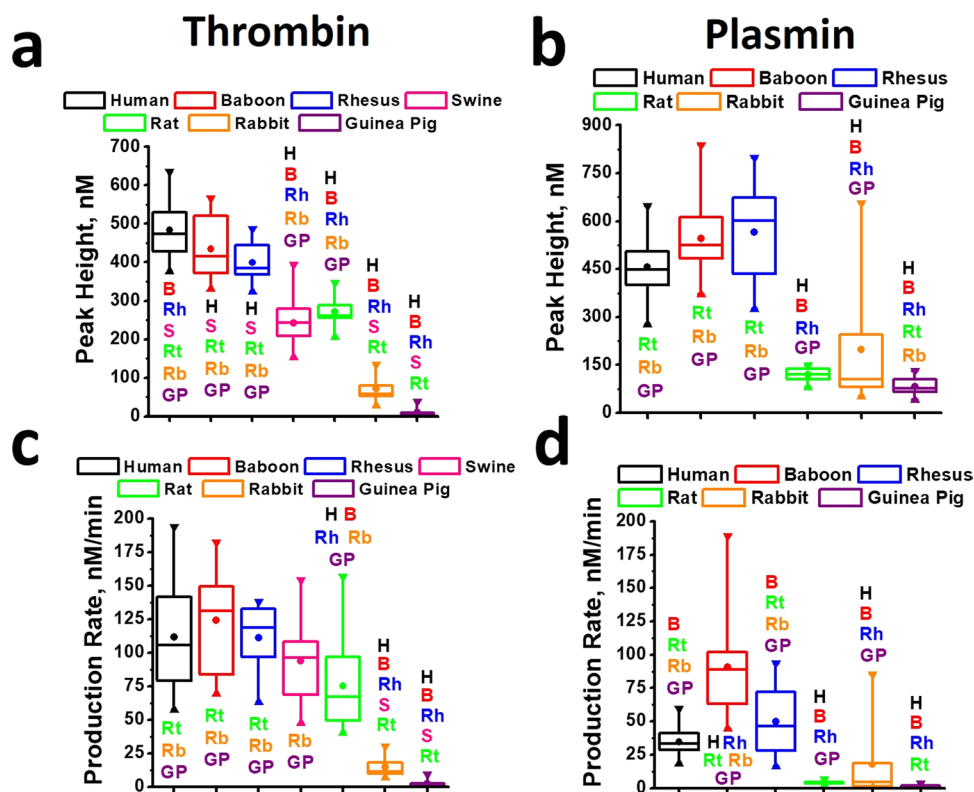 a
Thrombin
Human Baboon Rhesus Swine
Rat Rabbit Guinea Pig
Peak Height, nM
700
600
500
400
300
200
100
0
B
Rh
S
Rt
Rb
GP
H
S
Rt
Rb
GP
H
S
Rt
Rb
GP
H
B
Rh
Rb
GP
H
B
Rh
Rb
GP
H
B
Rh
S
Rt
H
B
Rh
S
Rt
b
Plasmin
Human Baboon Rhesus
Rat Rabbit Guinea Pig
Peak Height, nM
900
750
600
450
300
150
0
Rt
Rb
GP
Rt
Rb
GP
Rt
Rb
GP
H
B
Rh
GP
H
B
Rh
GP
H
B
Rh
Rt
Rb
c
Human Baboon Rhesus Swine
Rat Rabbit Guinea Pig
Production Rate, nM/min
200
175
150
125
100
75
50
25
0
Rt
Rb
GP
Rt
Rb
GP
Rt
Rb
GP
Rb
H B
Rh Rb
GP
H
B
Rh
S
Rt
H
B
Rh
S
Rt
d
Human Baboon Rhesus
Rat Rabbit Guinea Pig
Production Rate, nM/min
200
175
150
125
100
75
50
25
0
B
Rt
Rb
GP
H Rh
Rt Rb
GP
B
Rt
Rb
GP
H
B
Rh
GP
H
B
Rh
GP
H
B
Rh
Rt